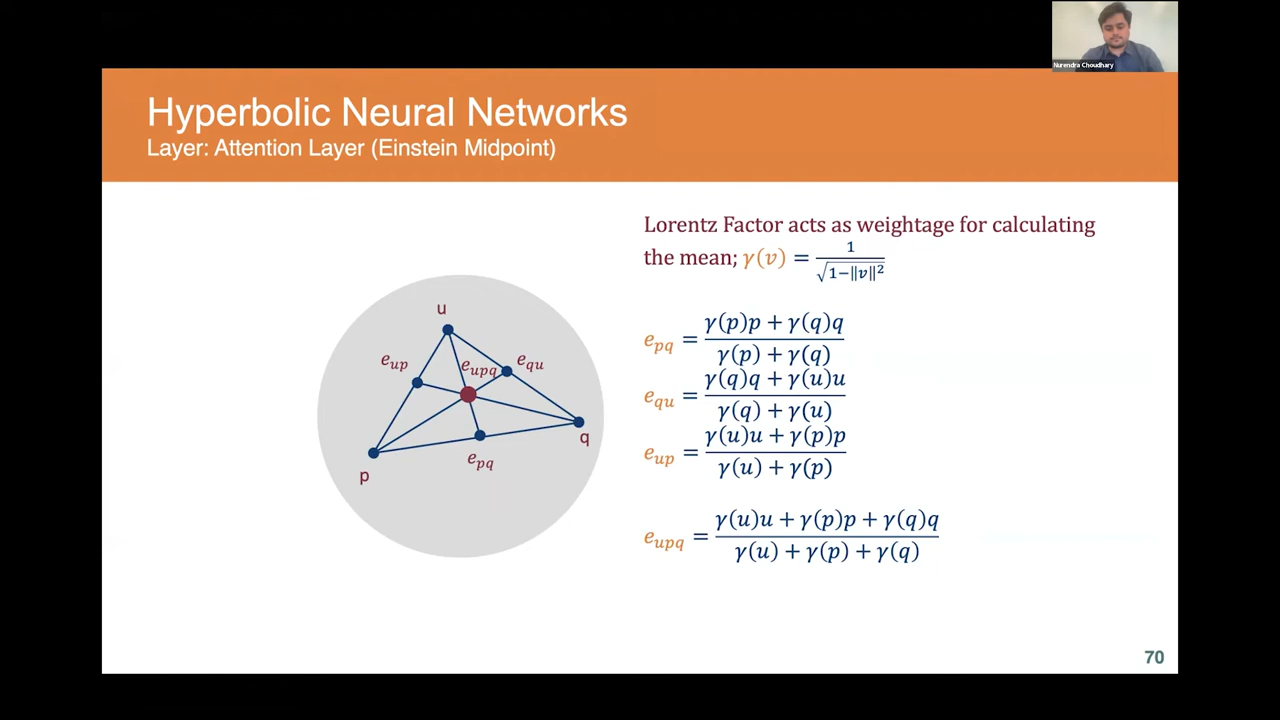 Nurendra Choudhary
Hyperbolic Neural Networks
Layer: Attention Layer (Einstein Midpoint)
Lorentz Factor acts as weightage for calculating
the mean; γ(v) = 1 / √(1−‖v‖²)
u
e_up
e_upq
e_qu
q
p
e_pq
e_pq = (γ(p)p + γ(q)q) / (γ(p) + γ(q))
e_qu = (γ(q)q + γ(u)u) / (γ(q) + γ(u))
e_up = (γ(u)u + γ(p)p) / (γ(u) + γ(p))
e_upq = (γ(u)u + γ(p)p + γ(q)q) / (γ(u) + γ(p) + γ(q))
70